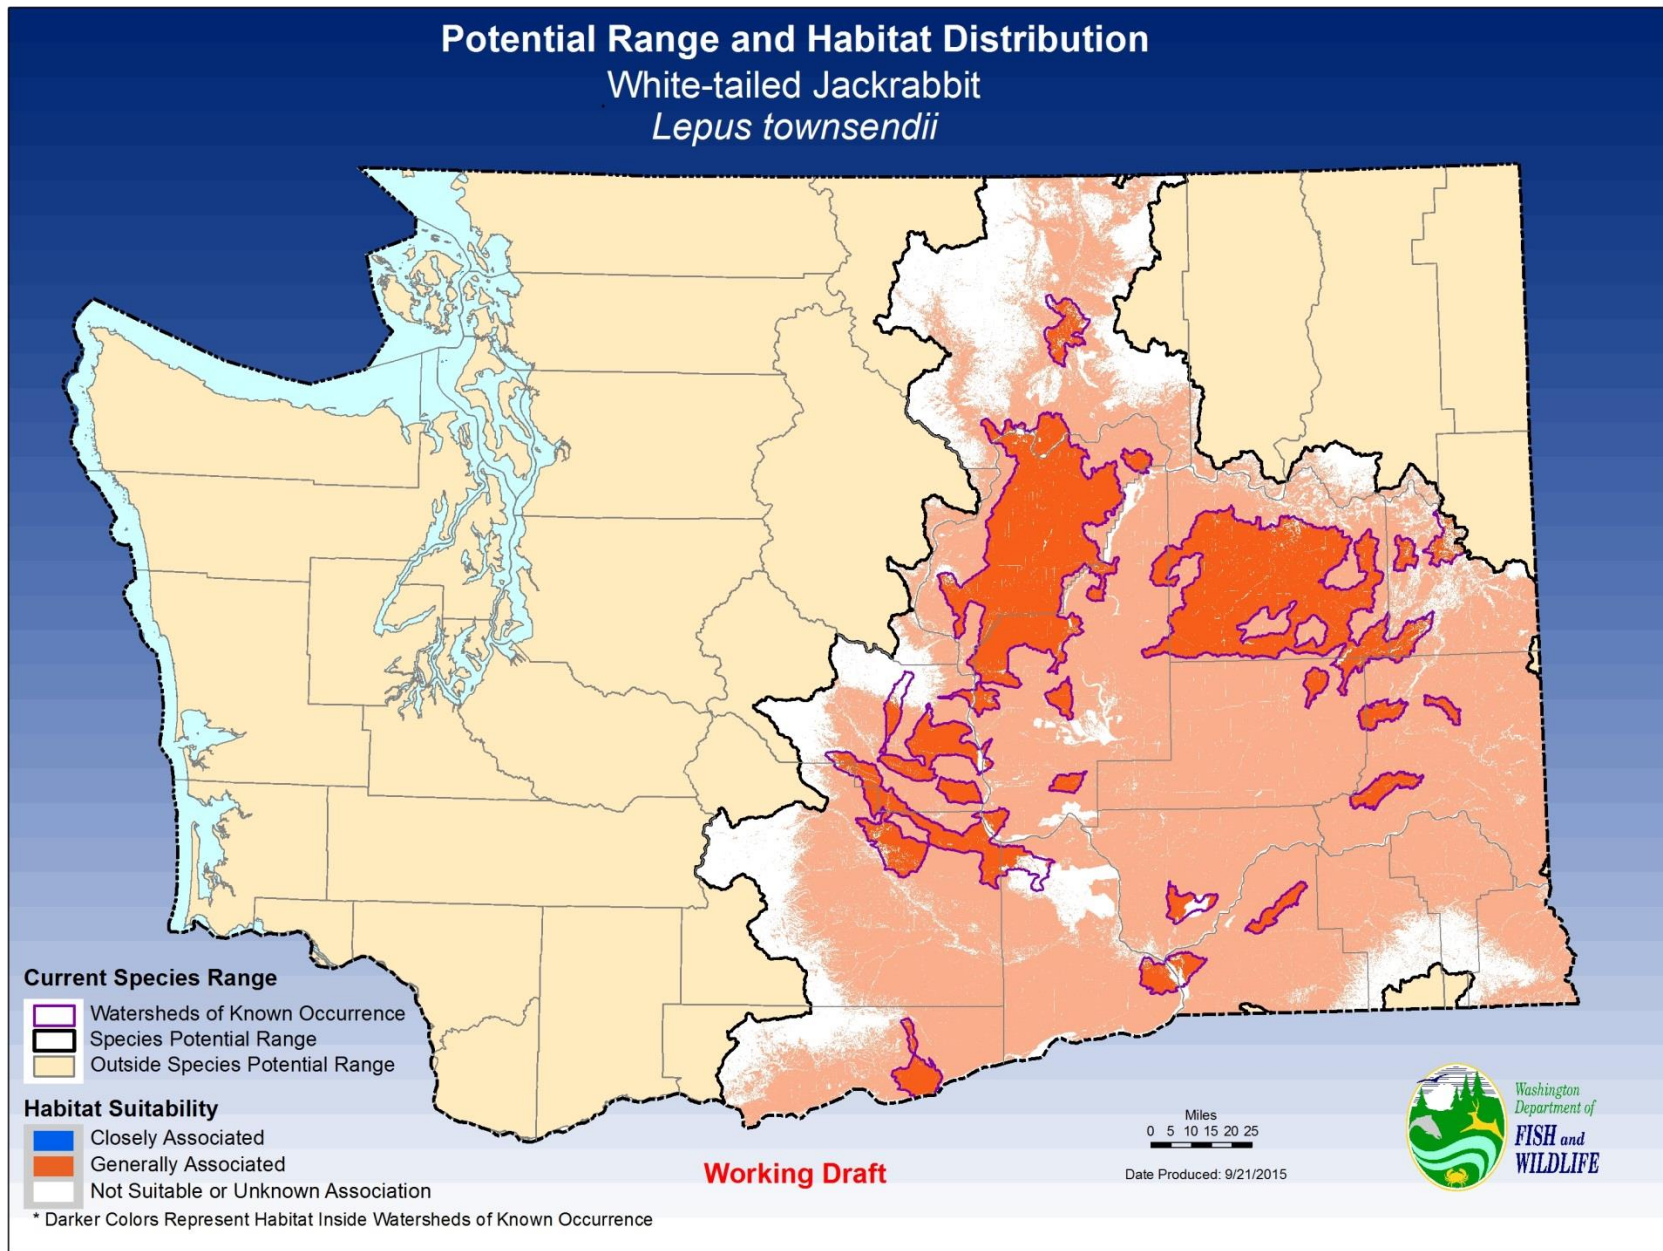 Potential Range and Habitat Distribution
White-tailed Jackrabbit
Lepus townsendii
Current Species Range
Watersheds of Known Occurrence
Species Potential Range
Outside Species Potential Range
Habitat Suitability
Closely Associated
Generally Associated
Not Suitable or Unknown Association
* Darker Colors Represent Habitat Inside Watersheds of Known Occurrence
Working Draft
Miles
0 5 10 15 20 25
Date Produced: 9/21/2015
Washington
Department of
FISH and
WILDLIFE